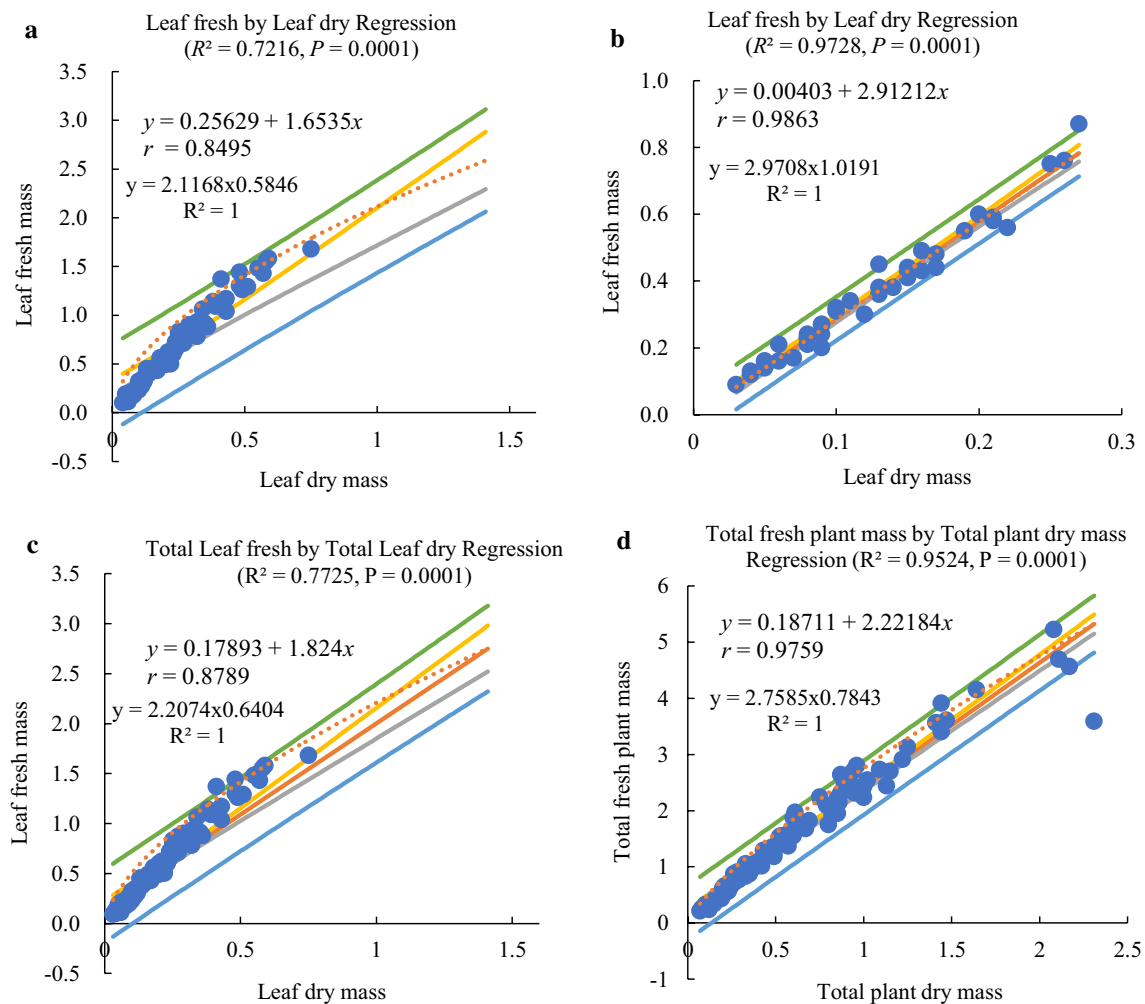 a
Leaf fresh by Leaf dry Regression
(R² = 0.7216, P = 0.0001)
3.5
3.0
2.5
2.0
1.5
1.0
0.5
0.0
-0.5
y = 0.25629 + 1.6535x
r = 0.8495
y = 2.1168x0.5846
R² = 1
Leaf fresh mass
0
0.5
1
1.5
Leaf dry mass
b
Leaf fresh by Leaf dry Regression
(R² = 0.9728, P = 0.0001)
1.0
0.8
0.6
0.4
0.2
0.0
y = 0.00403 + 2.91212x
r = 0.9863
y = 2.9708x1.0191
R² = 1
Leaf fresh mass
0
0.1
0.2
0.3
Leaf dry mass
c
Total Leaf fresh by Total Leaf dry Regression
(R² = 0.7725, P = 0.0001)
3.5
3.0
2.5
2.0
1.5
1.0
0.5
0.0
-0.5
y = 0.17893 + 1.824x
r = 0.8789
y = 2.2074x0.6404
R² = 1
Leaf fresh mass
0
0.5
1
1.5
Leaf dry mass
d
Total fresh plant mass by Total plant dry mass
Regression (R² = 0.9524, P = 0.0001)
6
5
4
3
2
1
0
-1
y = 0.18711 + 2.22184x
r = 0.9759
y = 2.7585x0.7843
R² = 1
Total fresh plant mass
0
0.5
1
1.5
2
2.5
Total plant dry mass